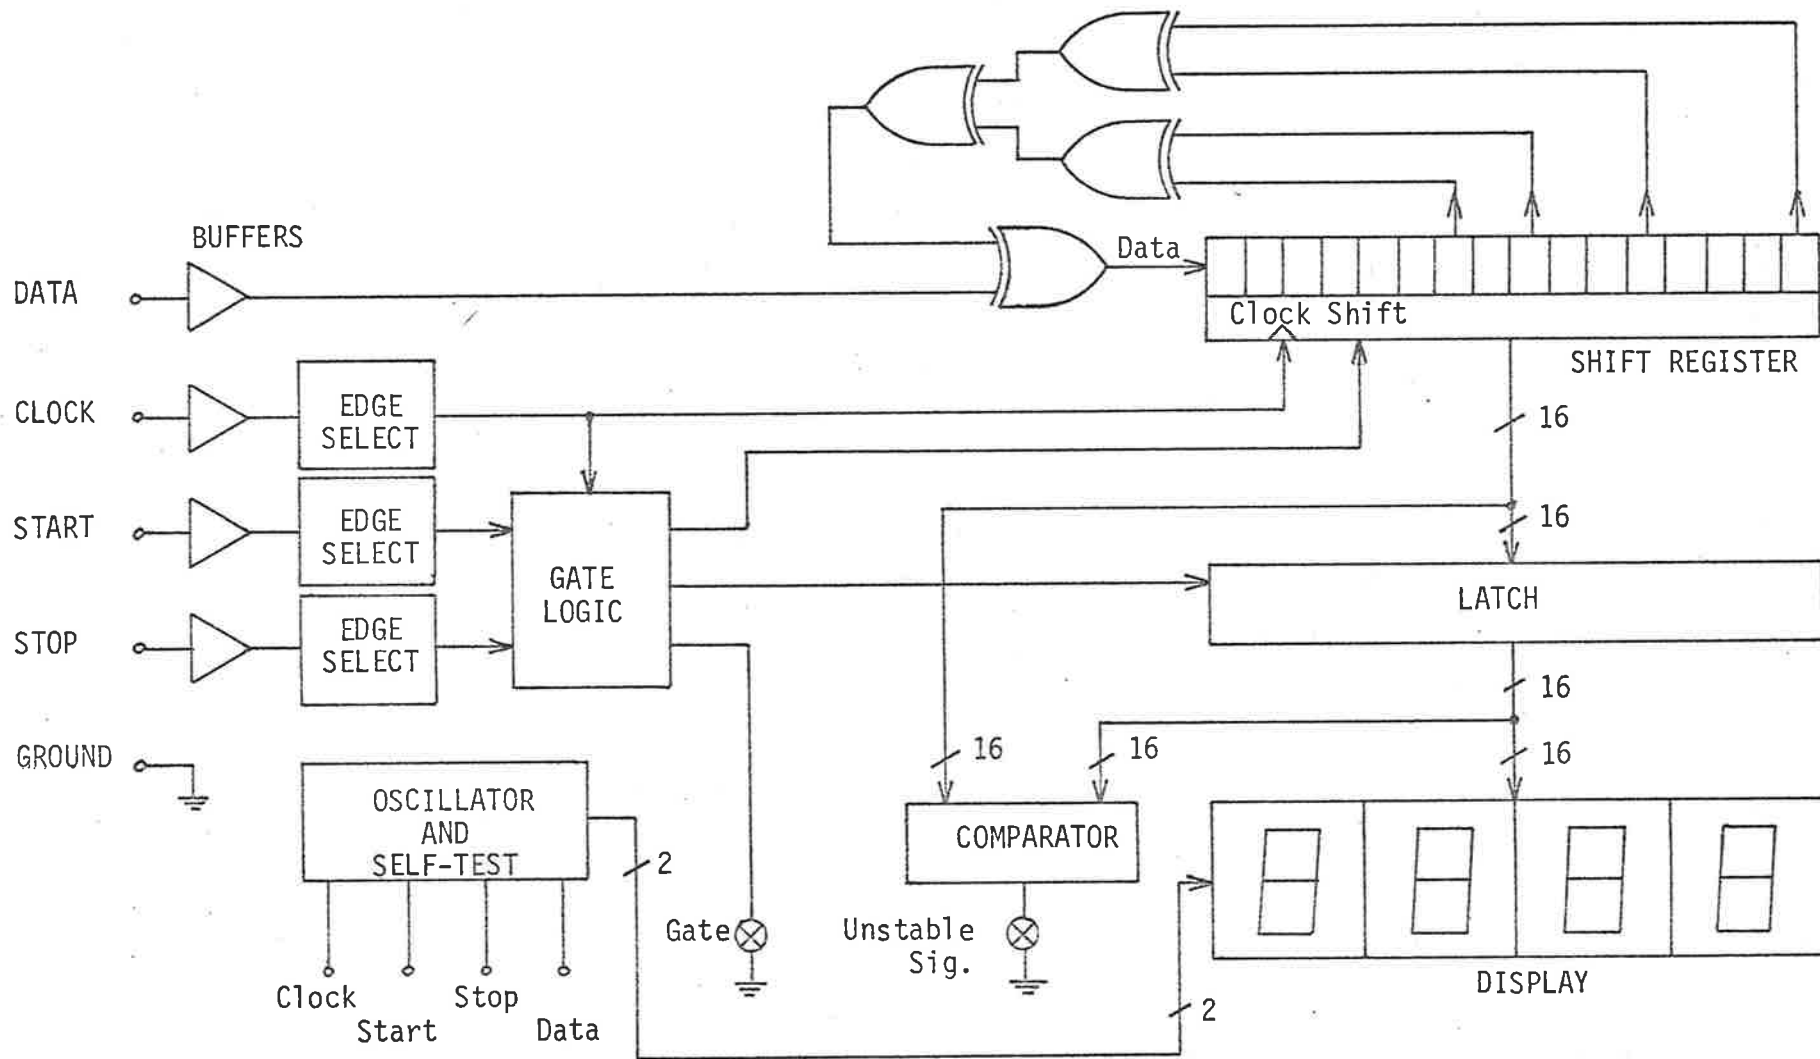 BUFFERS
DATA
Data
Clock Shift
SHIFT REGISTER
CLOCK
EDGE
SELECT
16
START
EDGE
SELECT
16
GATE
LOGIC
LATCH
STOP
EDGE
SELECT
16
GROUND
16
16
16
OSCILLATOR
AND
SELF-TEST
2
COMPARATOR
Gate
Unstable
Sig.
DISPLAY
Clock
Stop
Start
Data
2